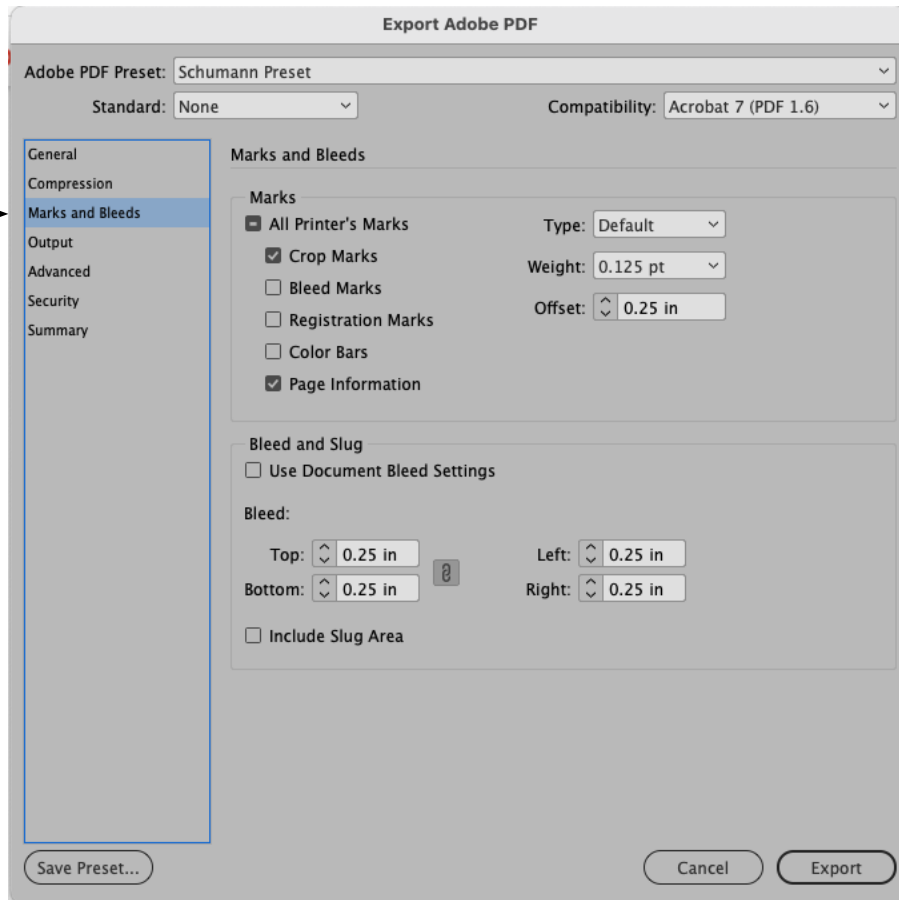 Export Adobe PDF
Adobe PDF Preset: Schumann Preset
Standard: None Compatibility: Acrobat 7 (PDF 1.6)
General
Compression
Marks and Bleeds
Output
Advanced
Security
Summary
Marks and Bleeds
Marks
All Printer's Marks
Crop Marks
Bleed Marks
Registration Marks
Color Bars
Page Information
Type: Default
Weight: 0.125 pt
Offset: 0.25 in
Bleed and Slug
Use Document Bleed Settings
Bleed:
Top: 0.25 in Left: 0.25 in
Bottom: 0.25 in Right: 0.25 in
Include Slug Area
Save Preset... Cancel Export